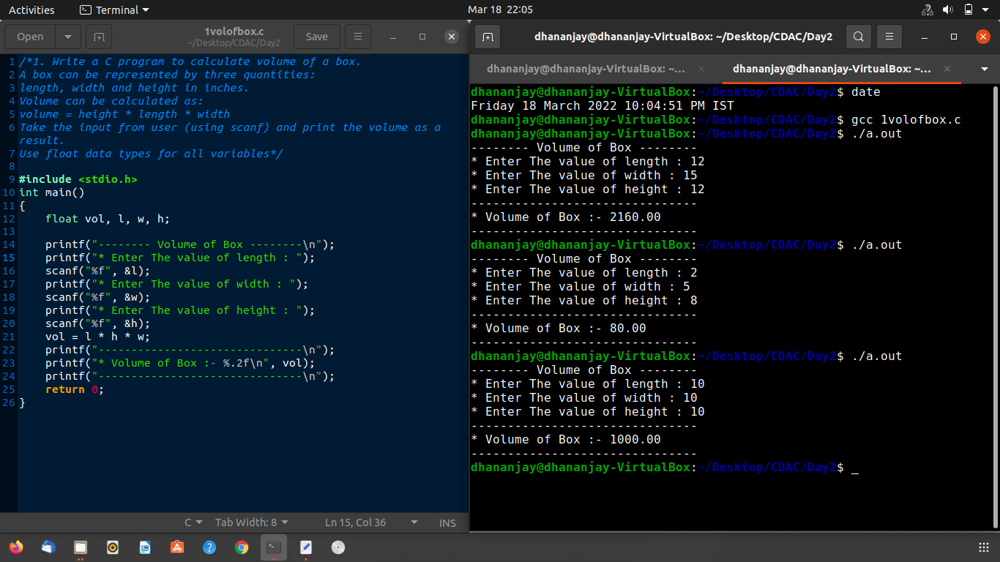 Activities
Terminal
Mar 18 22:05
Open
1volofbox.c
~/Desktop/CDAC/Day2
Save
1 /*1. Write a C program to calculate volume of a box.
2 A box can be represented by three quantities:
3 length, width and height in inches.
4 Volume can be calculated as:
5 volume = height * length * width
6 Take the input from user (using scanf) and print the volume as a
result.
7 Use float data types for all variables*/
8
9 #include <stdio.h>
10 int main()
11 {
12     float vol, l, w, h;
13
14     printf("-------- Volume of Box --------\n");
15     printf("* Enter The value of length : ");
16     scanf("%f", &l);
17     printf("* Enter The value of width : ");
18     scanf("%f", &w);
19     printf("* Enter The value of height : ");
20     scanf("%f", &h);
21     vol = l * h * w;
22     printf("-------------------------------\n");
23     printf("* Volume of Box :- %.2f\n", vol);
24     printf("-------------------------------\n");
25     return 0;
26 }
C
Tab Width: 8
Ln 15, Col 36
INS
dhananjay@dhananjay-VirtualBox: ~/Desktop/CDAC/Day2
dhananjay@dhananjay-VirtualBox: ~...
dhananjay@dhananjay-VirtualBox: ~...
dhananjay@dhananjay-VirtualBox:~/Desktop/CDAC/Day2$ date
Friday 18 March 2022 10:04:51 PM IST
dhananjay@dhananjay-VirtualBox:~/Desktop/CDAC/Day2$ gcc 1volofbox.c
dhananjay@dhananjay-VirtualBox:~/Desktop/CDAC/Day2$ ./a.out
-------- Volume of Box --------
* Enter The value of length : 12
* Enter The value of width : 15
* Enter The value of height : 12
-------------------------------
* Volume of Box :- 2160.00
-------------------------------
dhananjay@dhananjay-VirtualBox:~/Desktop/CDAC/Day2$ ./a.out
-------- Volume of Box --------
* Enter The value of length : 2
* Enter The value of width : 5
* Enter The value of height : 8
-------------------------------
* Volume of Box :- 80.00
-------------------------------
dhananjay@dhananjay-VirtualBox:~/Desktop/CDAC/Day2$ ./a.out
-------- Volume of Box --------
* Enter The value of length : 10
* Enter The value of width : 10
* Enter The value of height : 10
-------------------------------
* Volume of Box :- 1000.00
-------------------------------
dhananjay@dhananjay-VirtualBox:~/Desktop/CDAC/Day2$ _